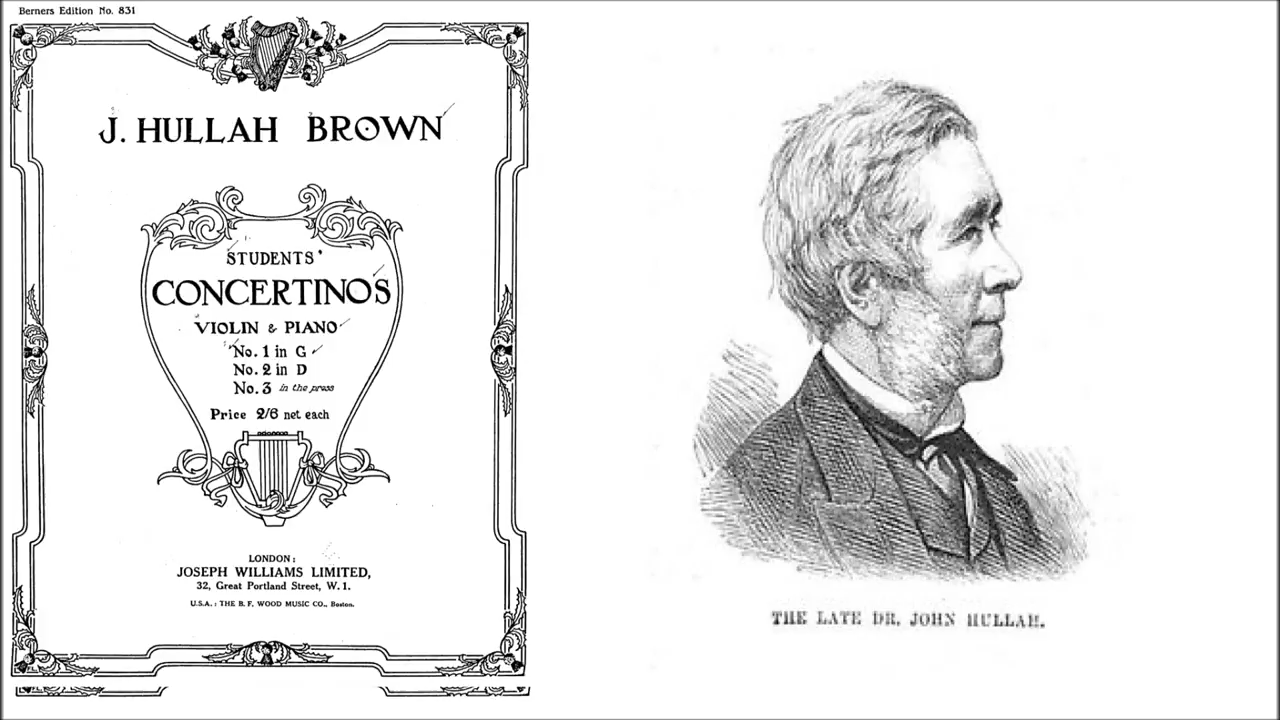 Berners Edition No. 831
J. HULLAH BROWN
STUDENTS'
CONCERTINOS
VIOLIN & PIANO
No. 1 in G
No. 2 in D
No. 3 in the press
Price 2/6 net each
LONDON:
JOSEPH WILLIAMS LIMITED,
32, Great Portland Street, W. 1.
U.S.A.: THE B. F. WOOD MUSIC CO., Boston.
THE LATE DR. JOHN HULLAH.